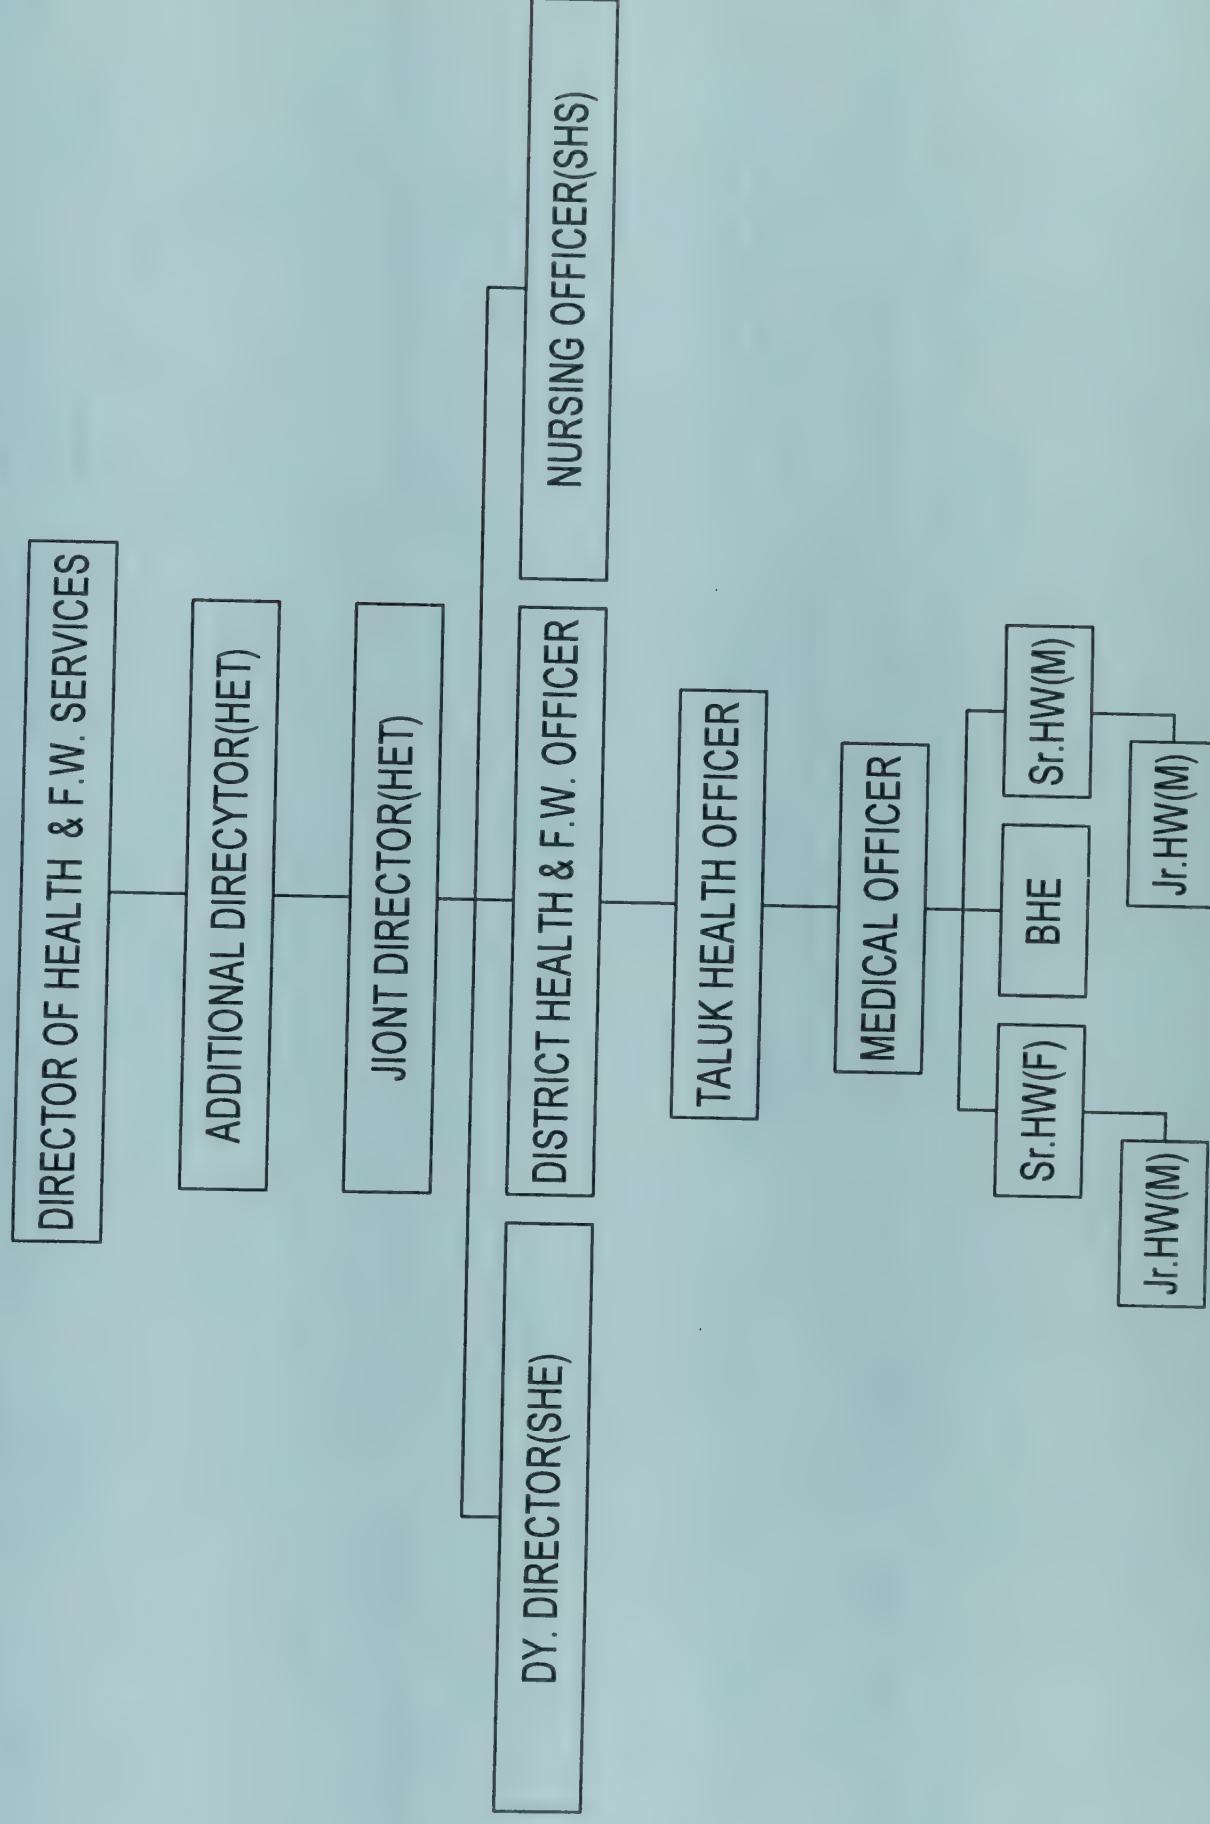 DIRECTOR OF HEALTH & F.W. SERVICES
ADDITIONAL DIRECYTOR(HET)
JIONT DIRECTOR(HET)
DY. DIRECTOR(SHE)
DISTRICT HEALTH & F.W. OFFICER
NURSING OFFICER(SHS)
TALUK HEALTH OFFICER
MEDICAL OFFICER
Sr.HW(F)
BHE
Sr.HW(M)
Jr.HW(M)
Jr.HW(M)